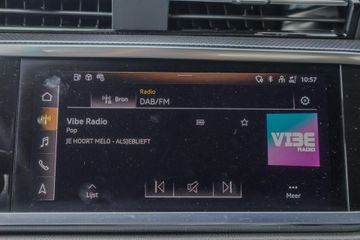 10:57
Radio
Bron
DAB/FM
Vibe Radio
Pop
JE HOORT MELO - ALSJEBLIEFT
VIBE
RADIO
Lijst
Meer